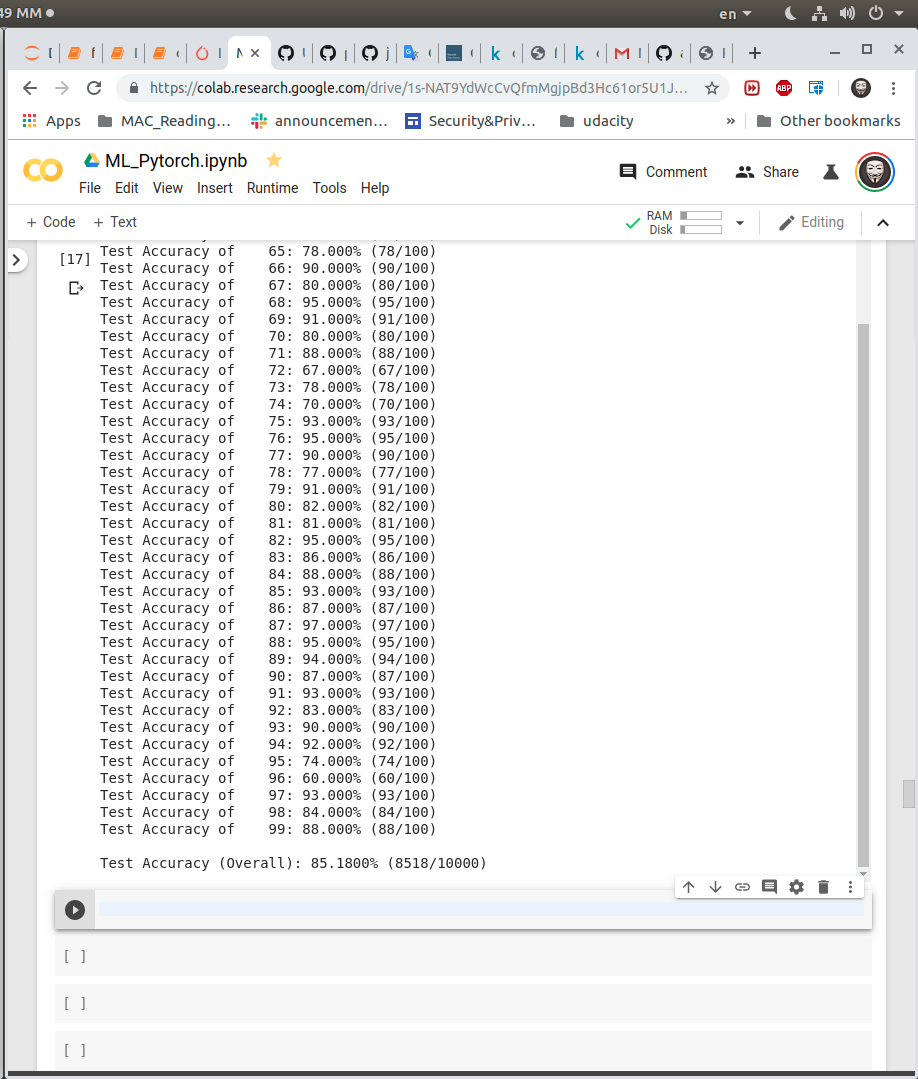 49 MM
en
https://colab.research.google.com/drive/1s-NAT9YdWcCvQfmMgjpBd3Hc61or5U1J...
ABP
Apps
MAC_Reading...
announcemen...
Security&Priv...
udacity
»
Other bookmarks
ML_Pytorch.ipynb
File Edit View Insert Runtime Tools Help
Comment
Share
+ Code + Text
RAM
Disk
Editing
[17]
Test Accuracy of 65: 78.000% (78/100)
Test Accuracy of 66: 90.000% (90/100)
Test Accuracy of 67: 80.000% (80/100)
Test Accuracy of 68: 95.000% (95/100)
Test Accuracy of 69: 91.000% (91/100)
Test Accuracy of 70: 80.000% (80/100)
Test Accuracy of 71: 88.000% (88/100)
Test Accuracy of 72: 67.000% (67/100)
Test Accuracy of 73: 78.000% (78/100)
Test Accuracy of 74: 70.000% (70/100)
Test Accuracy of 75: 93.000% (93/100)
Test Accuracy of 76: 95.000% (95/100)
Test Accuracy of 77: 90.000% (90/100)
Test Accuracy of 78: 77.000% (77/100)
Test Accuracy of 79: 91.000% (91/100)
Test Accuracy of 80: 82.000% (82/100)
Test Accuracy of 81: 81.000% (81/100)
Test Accuracy of 82: 95.000% (95/100)
Test Accuracy of 83: 86.000% (86/100)
Test Accuracy of 84: 88.000% (88/100)
Test Accuracy of 85: 93.000% (93/100)
Test Accuracy of 86: 87.000% (87/100)
Test Accuracy of 87: 97.000% (97/100)
Test Accuracy of 88: 95.000% (95/100)
Test Accuracy of 89: 94.000% (94/100)
Test Accuracy of 90: 87.000% (87/100)
Test Accuracy of 91: 93.000% (93/100)
Test Accuracy of 92: 83.000% (83/100)
Test Accuracy of 93: 90.000% (90/100)
Test Accuracy of 94: 92.000% (92/100)
Test Accuracy of 95: 74.000% (74/100)
Test Accuracy of 96: 60.000% (60/100)
Test Accuracy of 97: 93.000% (93/100)
Test Accuracy of 98: 84.000% (84/100)
Test Accuracy of 99: 88.000% (88/100)
Test Accuracy (Overall): 85.1800% (8518/10000)
[ ]
[ ]
[ ]